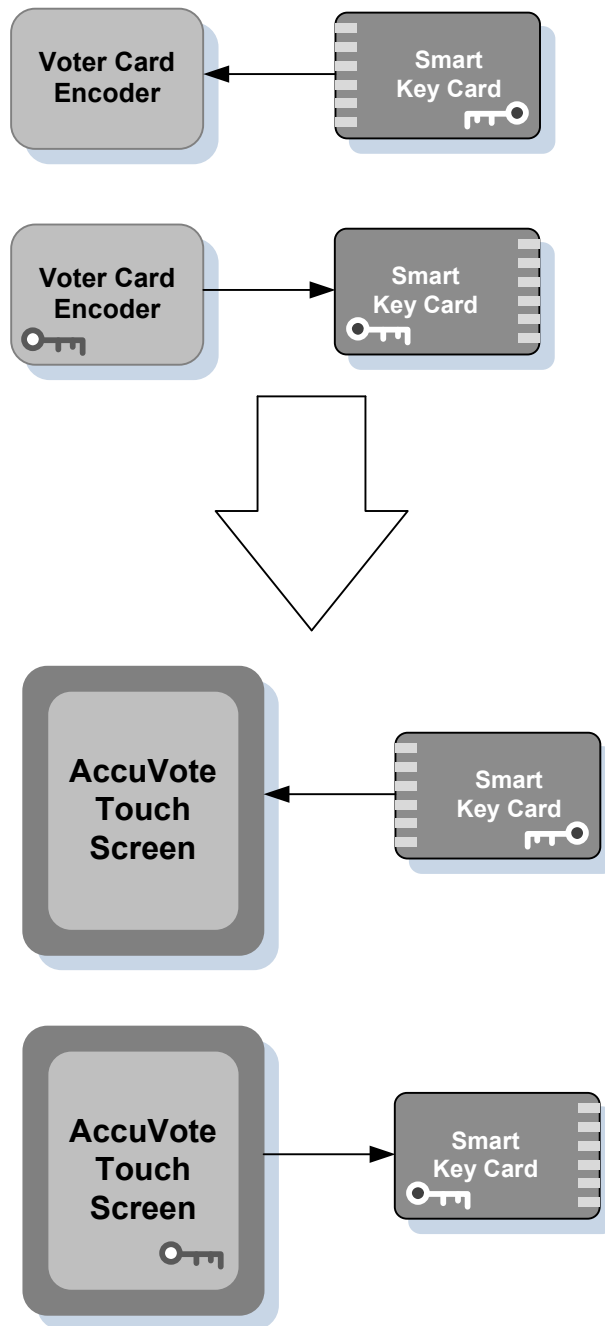 Voter Card
Encoder
Smart
Key Card
Voter Card
Encoder
Smart
Key Card
AccuVote
Touch
Screen
Smart
Key Card
AccuVote
Touch
Screen
Smart
Key Card